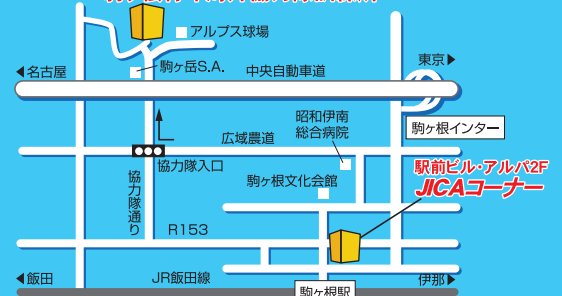 アルプス球場
東京
名古屋
駒ヶ岳S.A.
中央自動車道
昭和伊南
総合病院
駒ヶ根インター
広域農道
協力隊入口
駅前ビル・アルパ2F
JICAコーナー
駒ヶ根文化会館
協力隊通り
R153
飯田
JR飯田線
伊那
駒ヶ根駅